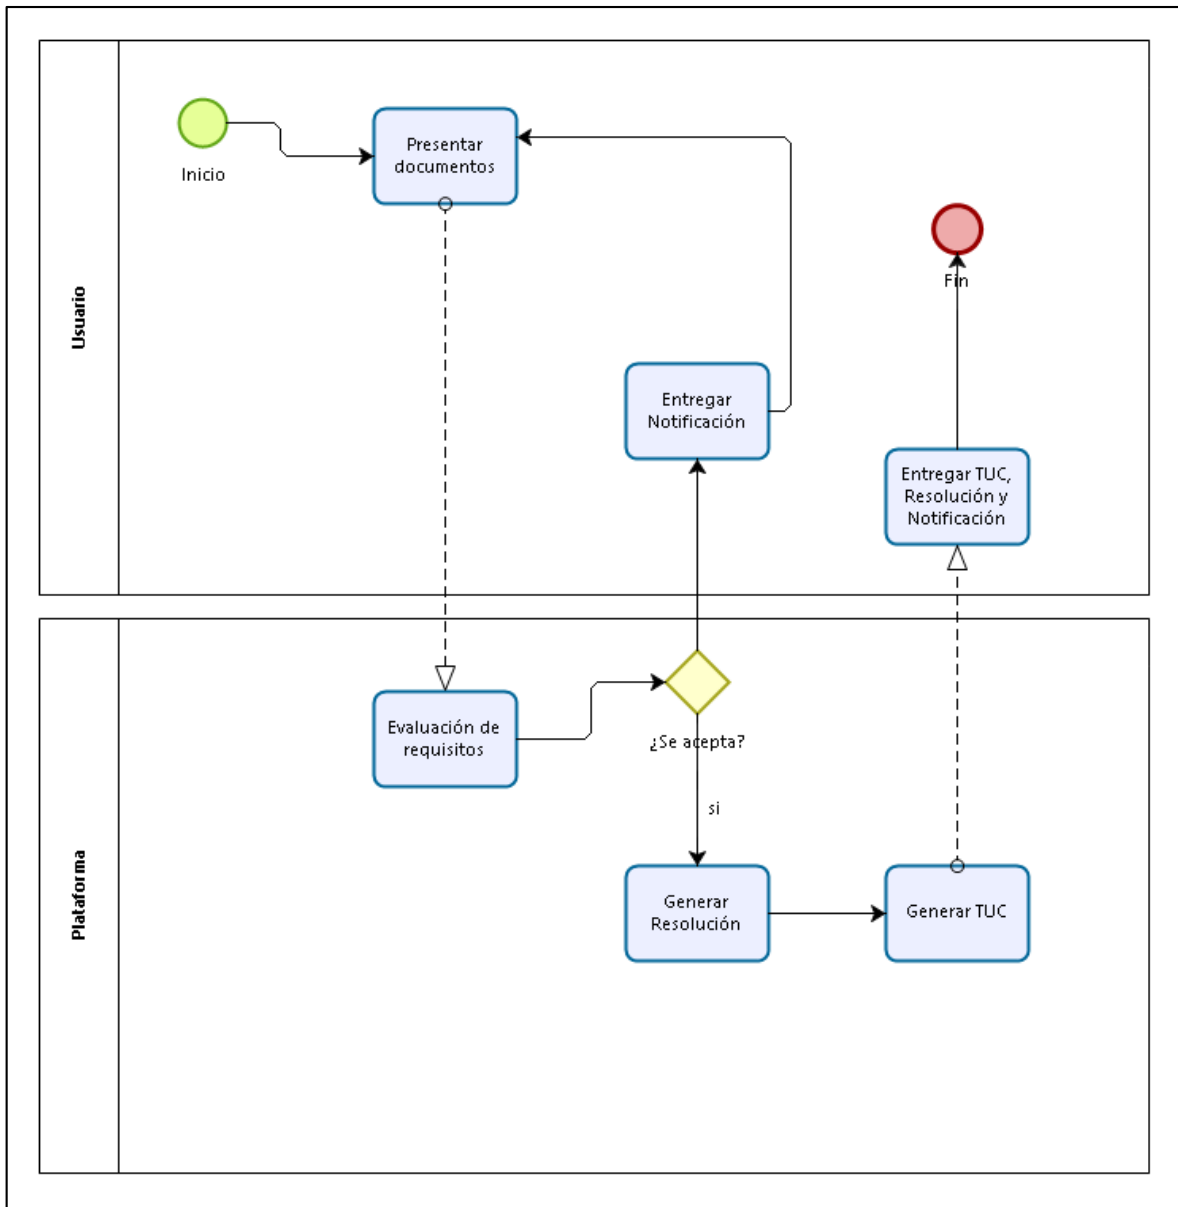 Usuario
Inicio
Presentar
documentos
Fin
Entregar
Notificación
Entregar TUC,
Resolución y
Notificación
Plataforma
Evaluación de
requisitos
¿Se acepta?
si
Generar
Resolución
Generar TUC